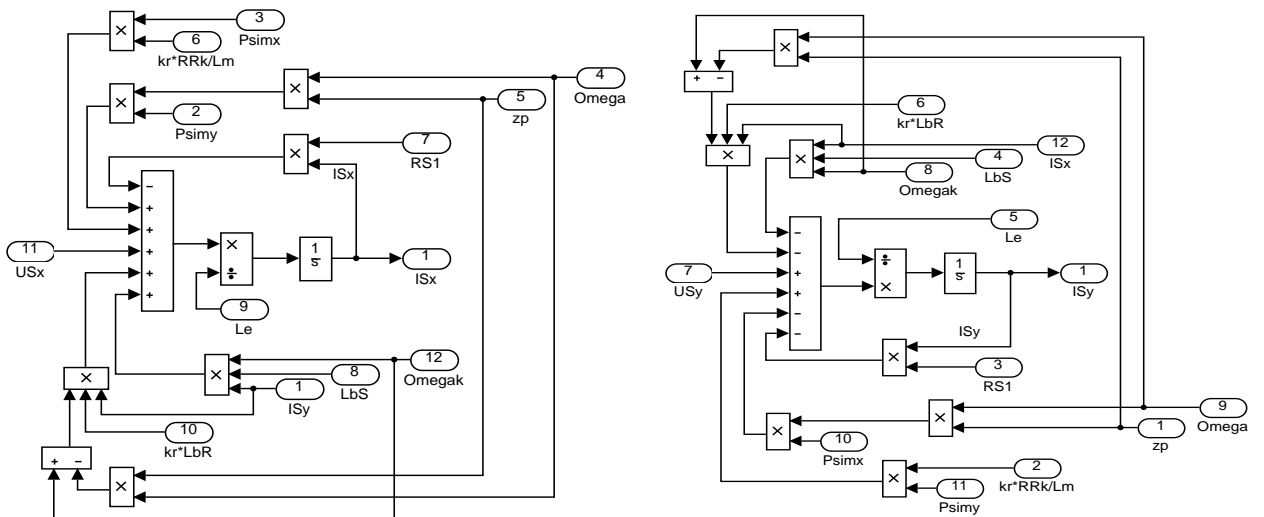 3
Psimx
6
kr*RRk/Lm
4
Omega
5
zp
2
Psimy
7
RS1
ISx
×
×
×
×
−
+
+
+
+
+
11
USx
×
÷
1
s
1
ISx
9
Le
12
Omegak
8
LbS
1
ISy
×
×
10
kr*LbR
+ −
×
+ −
×
6
kr*LbR
×
×
12
ISx
4
LbS
8
Omegak
5
Le
−
−
+
+
−
−
7
USy
÷
×
1
s
1
ISy
ISy
×
3
RS1
9
Omega
×
1
zp
×
10
Psimx
2
kr*RRk/Lm
×
11
Psimy